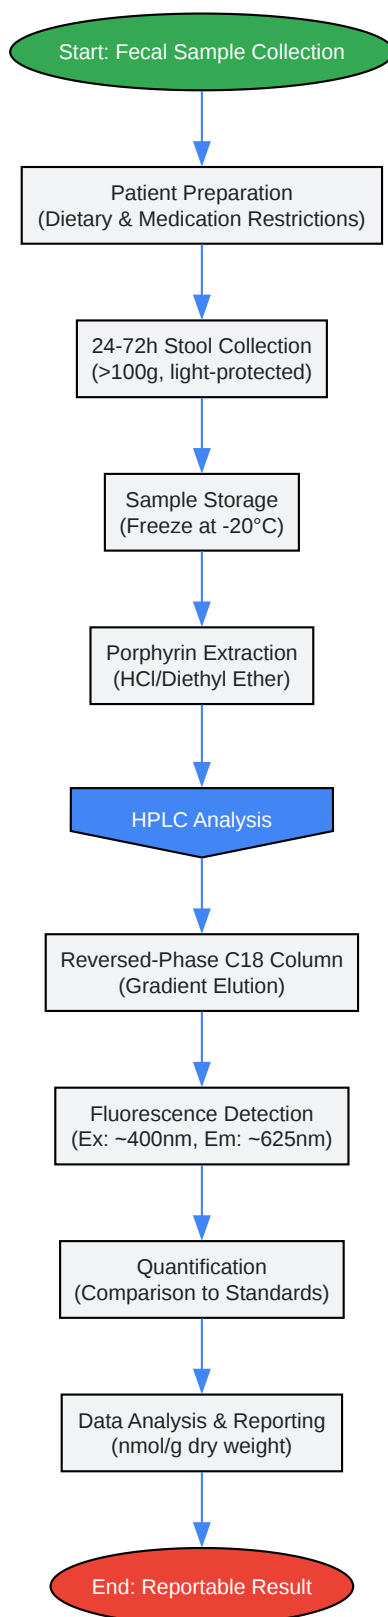 Start: Fecal Sample Collection
Patient Preparation
(Dietary & Medication Restrictions)
24-72h Stool Collection
(>100g, light-protected)
Sample Storage
(Freeze at -20°C)
Porphyrin Extraction
(HCl/Diethyl Ether)
HPLC Analysis
Reversed-Phase C18 Column
(Gradient Elution)
Fluorescence Detection
(Ex: ~400nm, Em: ~625nm)
Quantification
(Comparison to Standards)
Data Analysis & Reporting
(nmol/g dry weight)
End: Reportable Result